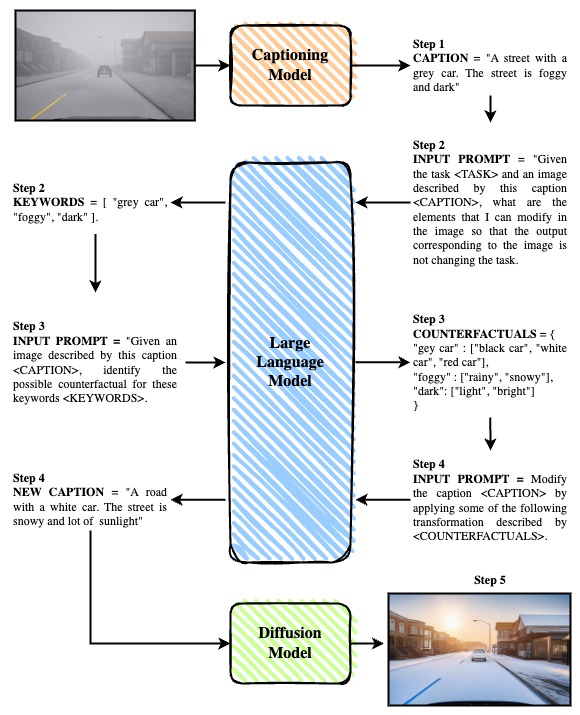 Captioning
Model
Step 1
CAPTION = "A street with a
grey car. The street is foggy
and dark"
Step 2
INPUT PROMPT = "Given
the task <TASK> and an image
described by this caption
<CAPTION>, what are the
elements that I can modify in
the image so that the output
corresponding to the image is
not changing the task.
Step 2
KEYWORDS = [ "grey car",
"foggy", "dark" ].
Large
Language
Model
Step 3
INPUT PROMPT = "Given an
image described by this caption
<CAPTION>, identify the
possible counterfactual for these
keywords <KEYWORDS>.
Step 3
COUNTERFACTUALS = {
"gey car" : ["black car", "white
car", "red car"],
"foggy" : ["rainy", "snowy"],
"dark": ["light", "bright"]
}
Step 4
INPUT PROMPT = Modify
the caption <CAPTION> by
applying some of the following
transformation described by
<COUNTERFACTUALS>.
Step 4
NEW CAPTION = "A road
with a white car. The street is
snowy and lot of sunlight"
Diffusion
Model
Step 5